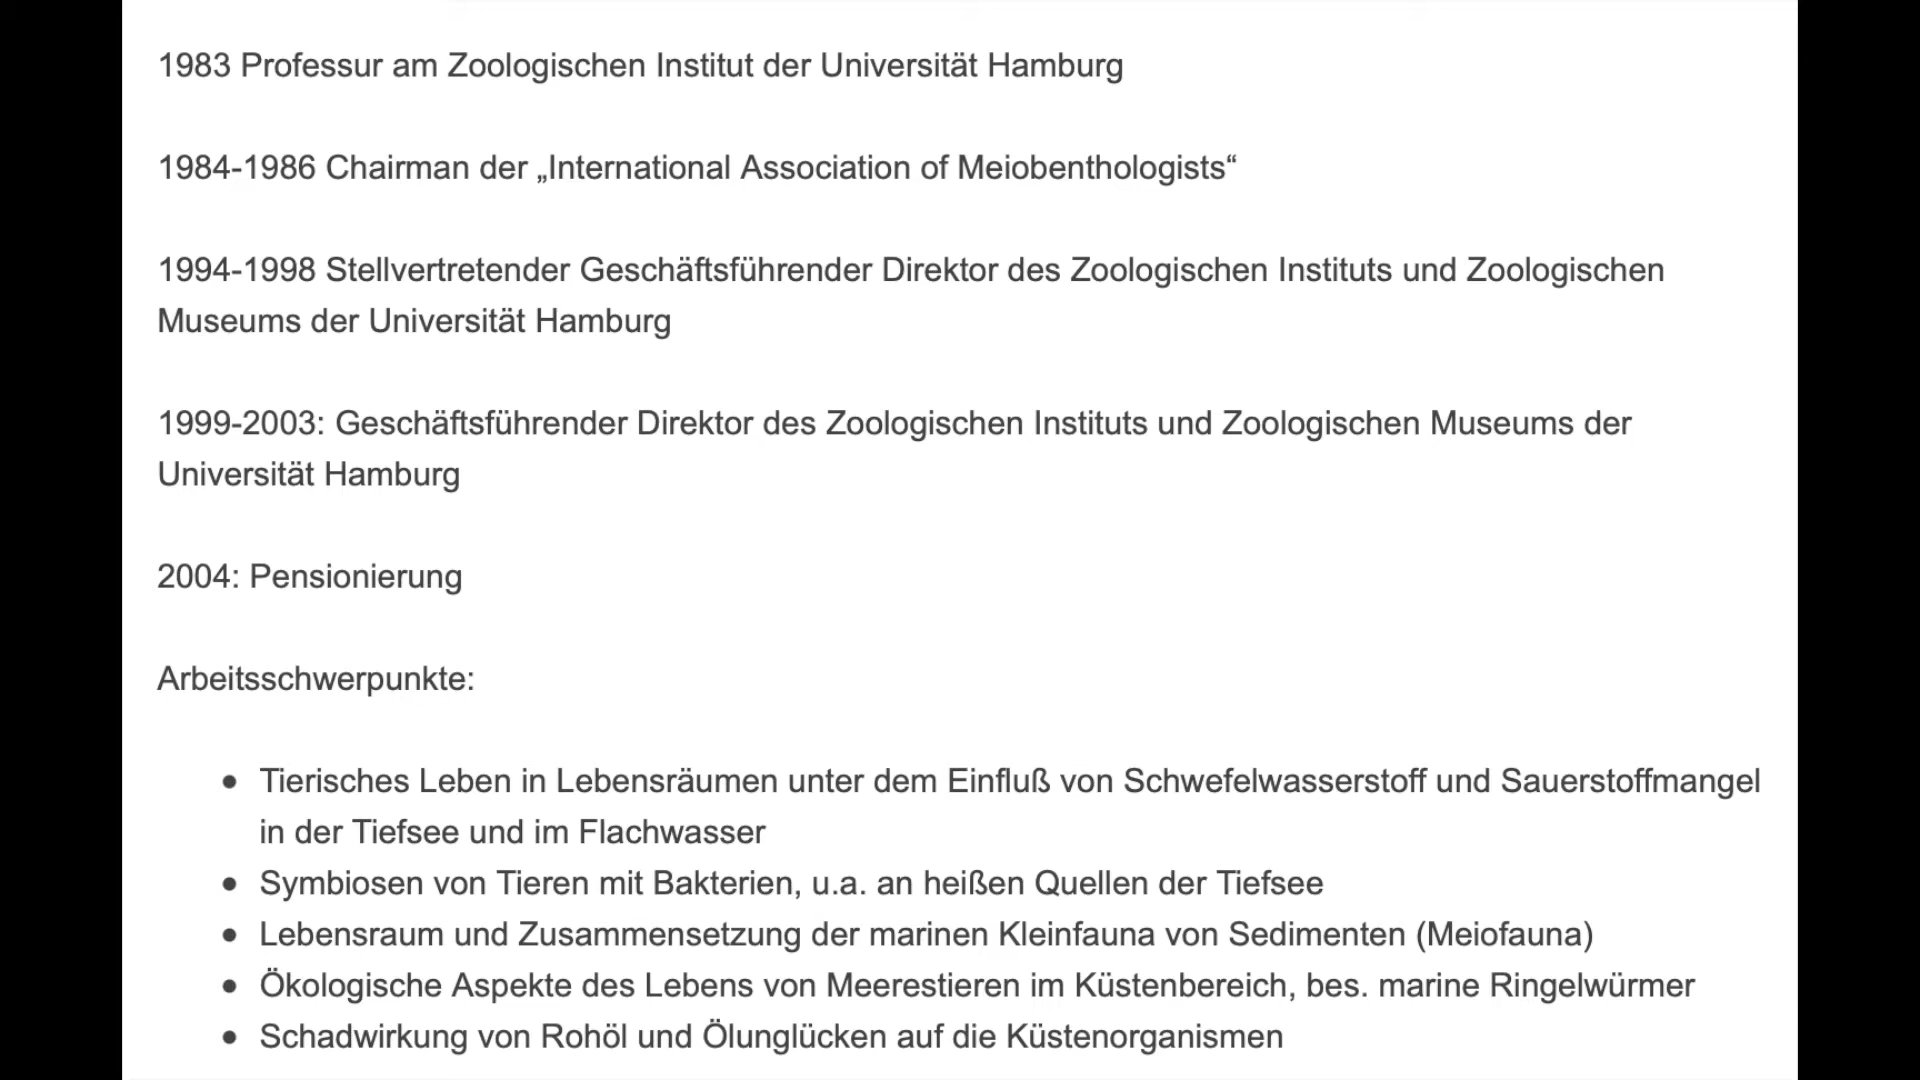 1983 Professur am Zoologischen Institut der Universität Hamburg
1984-1986 Chairman der „International Association of Meiobenthologists“
1994-1998 Stellvertretender Geschäftsführender Direktor des Zoologischen Instituts und Zoologischen
Museums der Universität Hamburg
1999-2003: Geschäftsführender Direktor des Zoologischen Instituts und Zoologischen Museums der
Universität Hamburg
2004: Pensionierung
Arbeitsschwerpunkte:
• Tierisches Leben in Lebensräumen unter dem Einfluß von Schwefelwasserstoff und Sauerstoffmangel
in der Tiefsee und im Flachwasser
• Symbiosen von Tieren mit Bakterien, u.a. an heißen Quellen der Tiefsee
• Lebensraum und Zusammensetzung der marinen Kleinfauna von Sedimenten (Meiofauna)
• Ökologische Aspekte des Lebens von Meerestieren im Küstenbereich, bes. marine Ringelwürmer
• Schadwirkung von Rohöl und Ölunglücken auf die Küstenorganismen